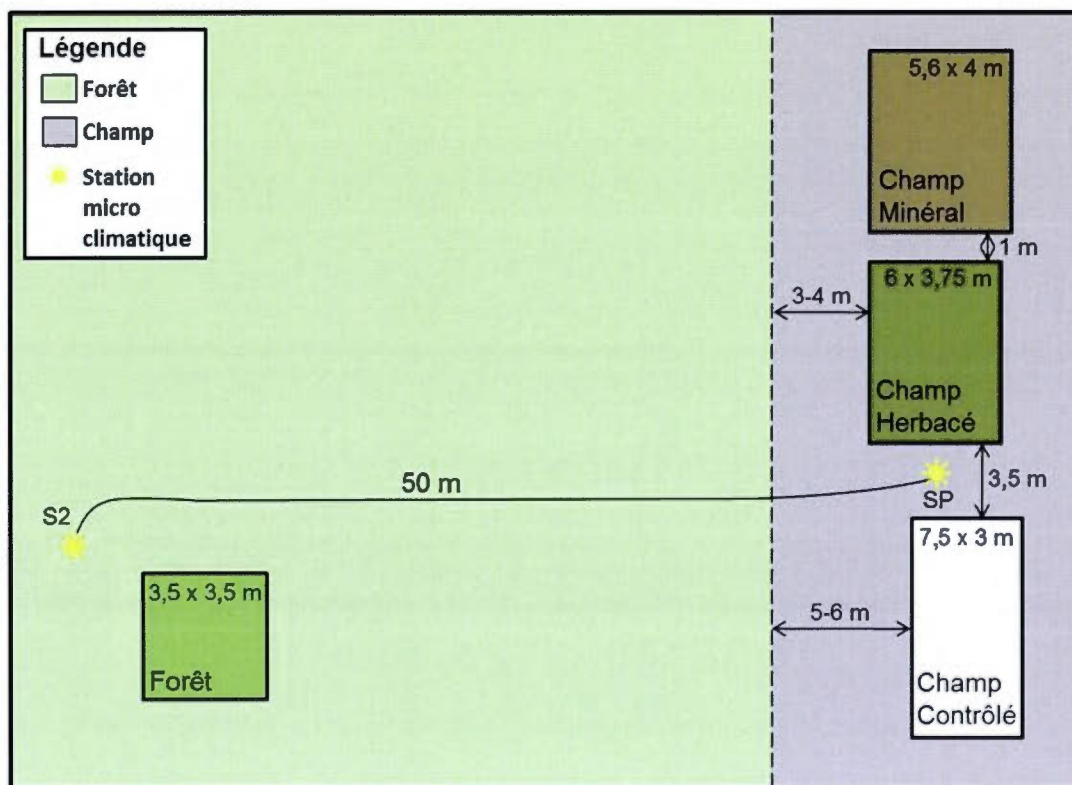 Légende
Forêt
Champ
Station
micro
climatique
5,6 x 4 m
Champ
Minéral
1 m
6 x 3,75 m
3-4 m
Champ
Herbacé
50 m
3,5 m
SP
S2
7,5 x 3 m
3,5 x 3,5 m
5-6 m
Forêt
Champ
Contrôlé